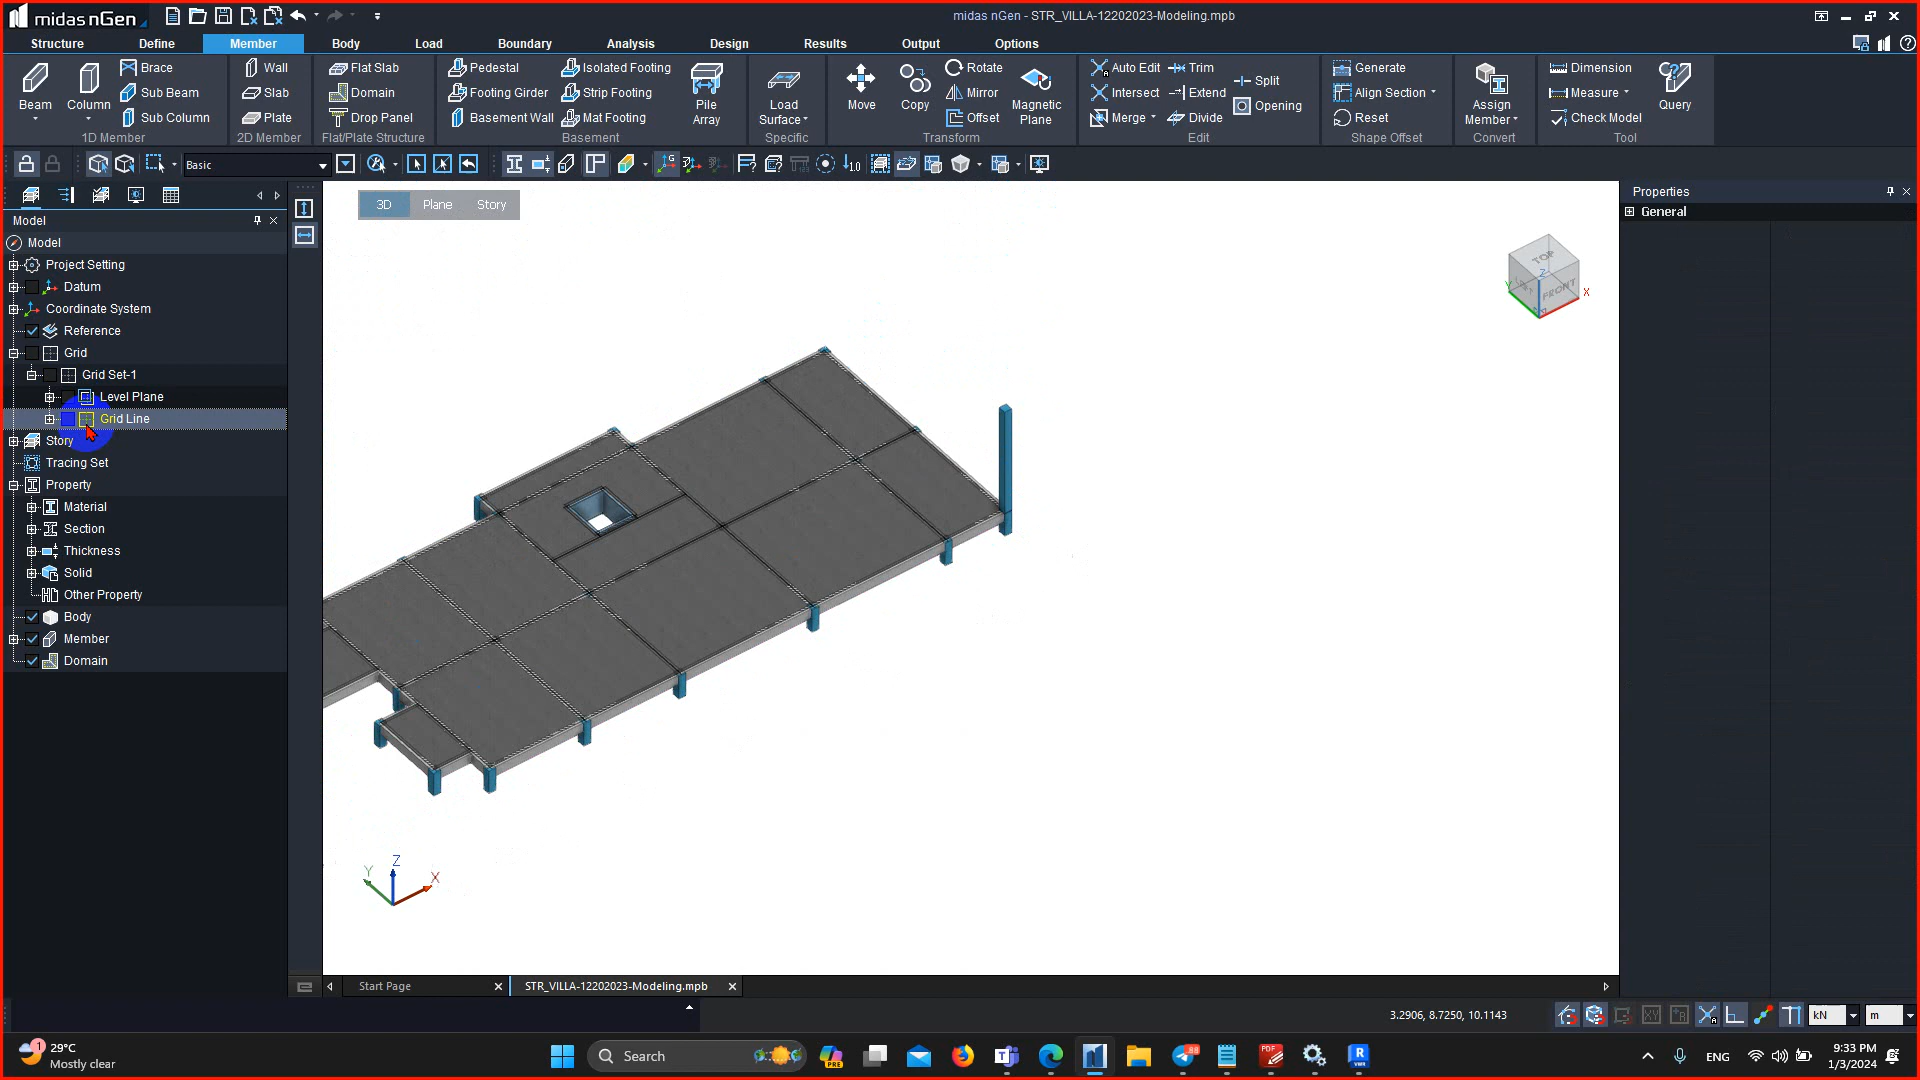 midas nGen
midas nGen - STR_VILLA-12202023-Modeling.mpb
Structure Define Member Body Load Boundary Analysis Design Results Output Options
Beam Column Brace Sub Beam Sub Column
1D Member
Wall Slab Plate
2D Member
Flat Slab Domain Drop Panel
Flat/Plate Structure
Pedestal Footing Girder Basement Wall Isolated Footing Strip Footing Mat Footing Pile Array
Basement
Load Surface
Specific
Move Copy Rotate Mirror Offset Magnetic Plane
Transform
Auto Edit Intersect Merge Trim Extend Divide Split Opening
Edit
Generate Align Section Reset
Shape Offset
Assign Member
Convert
Dimension Measure Check Model Query
Tool
Basic
1.0
Model
Model
Project Setting
Datum
Coordinate System
Reference
Grid
Grid Set-1
Level Plane
Grid Line
Story
Tracing Set
Property
Material
Section
Thickness
Solid
Other Property
Body
Member
Domain
3D Plane Story
TOP
FRONT
Z
X
Y
Z
X
Properties
General
Start Page
STR_VILLA-12202023-Modeling.mpb
3.2906, 8.7250, 10.1143
kN
m
1
29°C
Mostly clear
Search
PRE
88
PDF
ENG
9:33 PM
1/3/2024